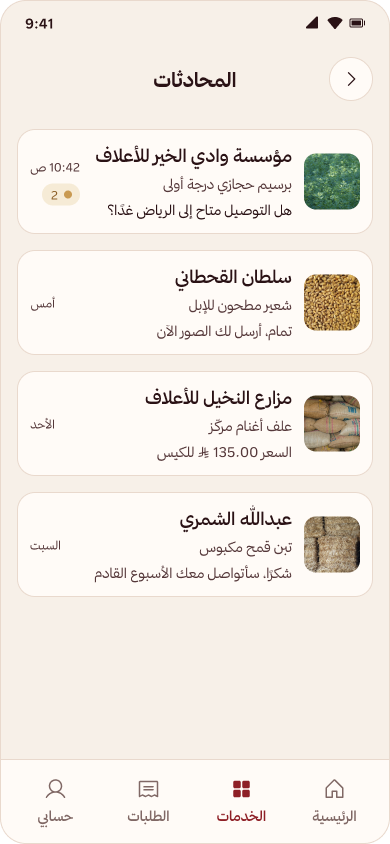 9:41
المحادثات
مؤسسة وادي الخير للأعلاف
10:42 ص
برسيم حجازي درجة أولى
2
هل التوصيل متاح إلى الرياض غدًا؟
سلطان القحطاني
شعير مطحون للإبل
أمس
تمام، أرسل لك الصور الآن
مزارع النخيل للأعلاف
علف أغنام مركّز
الأحد
السعر 135.00 ⃁ للكيس
عبدالله الشمري
تبن قمح مكبوس
السبت
شكرًا، سأتواصل معك الأسبوع القادم
الرئيسية
الخدمات
الطلبات
حسابي